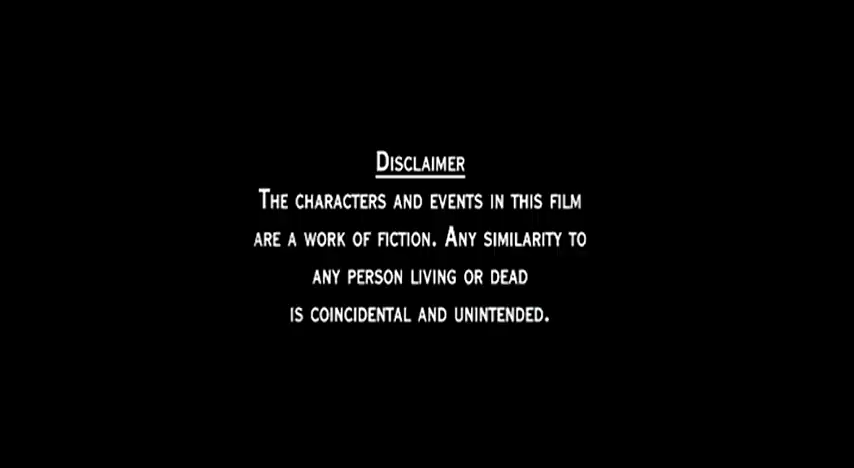 Disclaimer
The characters and events in this film
are a work of fiction. Any similarity to
any person living or dead
is coincidental and unintended.